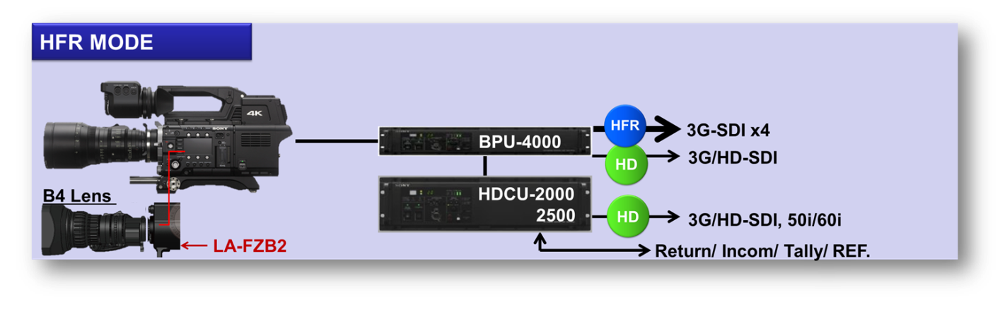 HFR MODE
4K
SONY
B4 Lens
LA-FZB2
BPU-4000
HFR
3G-SDI x4
HD
3G/HD-SDI
SONY
HDCU-2000
2500
HD
3G/HD-SDI, 50i/60i
Return/ Incom/ Tally/ REF.